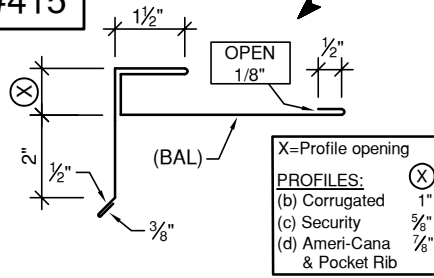 #415
1½"
½"
OPEN
1/8"
X
2"
½"
(BAL)
⅜"
X=Profile opening
PROFILES: X
(b) Corrugated 1"
(c) Security ⅝"
(d) Ameri-Cana ⅞"
& Pocket Rib